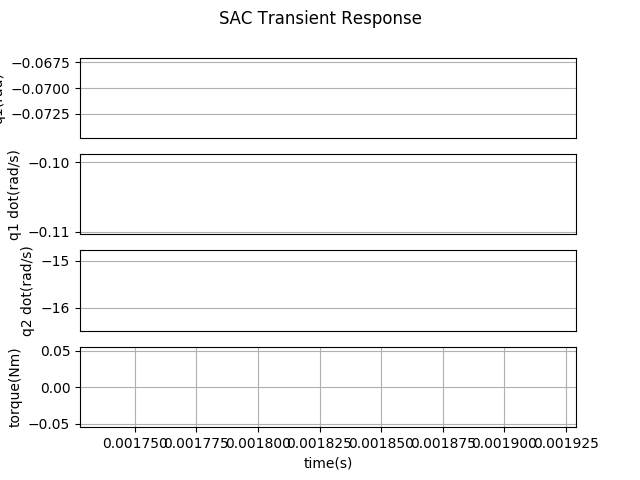 SAC Transient Response
−0.0675
−0.0700
−0.0725
q1(rad)
−0.10
−0.11
q1 dot(rad/s)
−15
−16
q2 dot(rad/s)
0.05
0.00
−0.05
torque(Nm)
0.001750 0.001775 0.001800 0.001825 0.001850 0.001875 0.001900 0.001925
time(s)